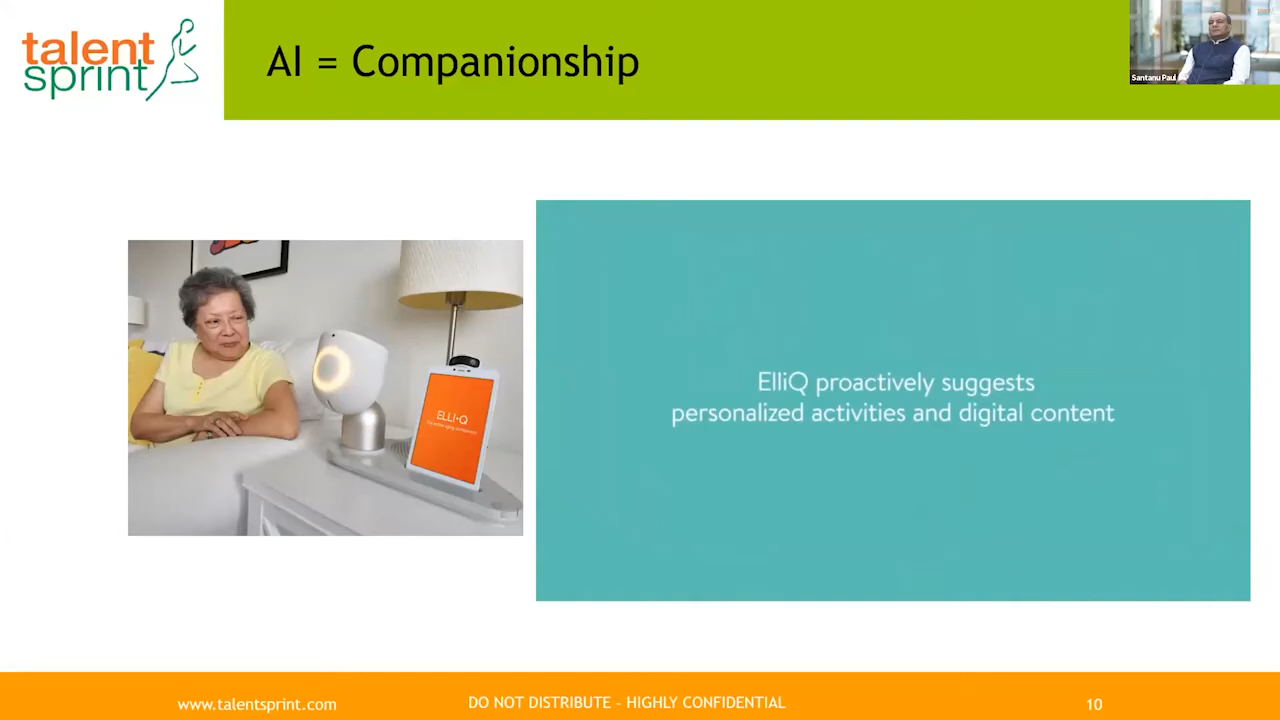 talent
sprint
AI = Companionship
Santanu Paul
ELLI•Q
ElliQ proactively suggests
personalized activities and digital content
www.talentsprint.com
DO NOT DISTRIBUTE - HIGHLY CONFIDENTIAL
10